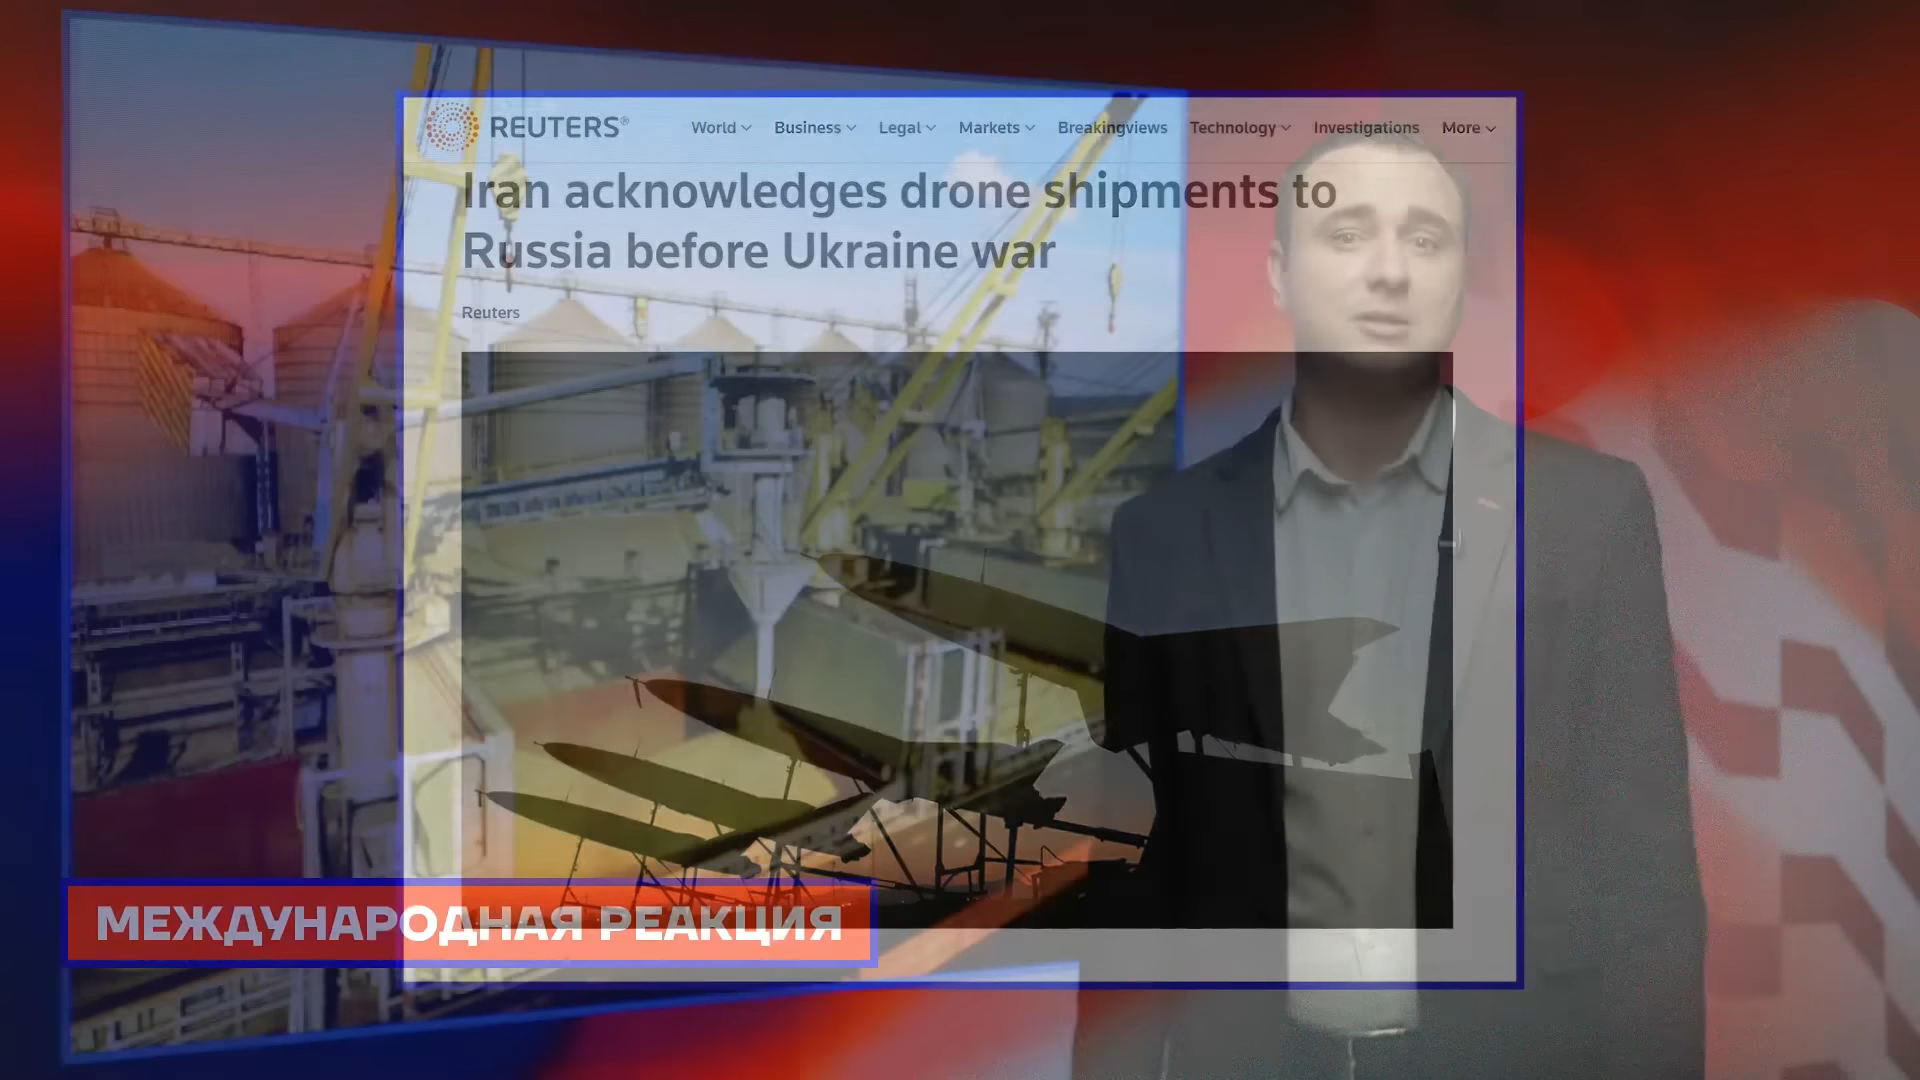 REUTERS®
World Business Legal Markets Breakingviews Technology Investigations More
Iran acknowledges drone shipments to
Russia before Ukraine war
Reuters
МЕЖДУНАРОДНАЯ РЕАКЦИЯ